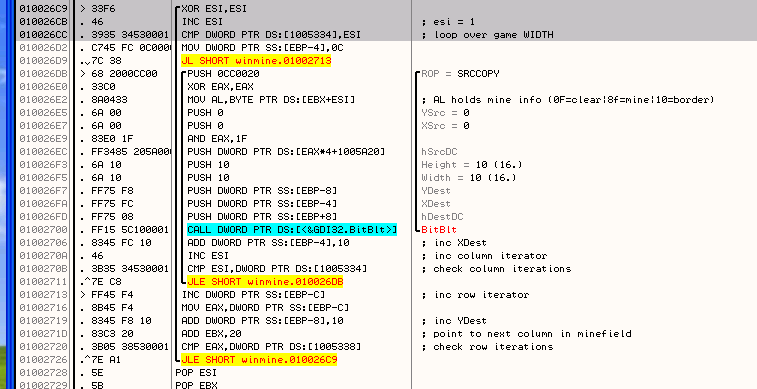 010026C9 > 33F6 XOR ESI,ESI
010026CB . 46 INC ESI ; esi = 1
010026CC . 3935 34530001 CMP DWORD PTR DS:[1005334],ESI ; loop over game WIDTH
010026D2 . C745 FC 0C0000 MOV DWORD PTR SS:[EBP-4],0C
010026D9 .v7C 38 JL SHORT winmine.01002713
010026DB > 68 2000CC00 PUSH 0CC0020 ROP = SRCCOPY
010026E0 . 33C0 XOR EAX,EAX
010026E2 . 8A0433 MOV AL,BYTE PTR DS:[EBX+ESI] ; AL holds mine info (0F=clear¦8f=mine¦10=border)
010026E5 . 6A 00 PUSH 0 YSrc = 0
010026E7 . 6A 00 PUSH 0 XSrc = 0
010026E9 . 83E0 1F AND EAX,1F
010026EC . FF3485 205A00 PUSH DWORD PTR DS:[EAX*4+1005A20] hSrcDC
010026F3 . 6A 10 PUSH 10 Height = 10 (16.)
010026F5 . 6A 10 PUSH 10 Width = 10 (16.)
010026F7 . FF75 F8 PUSH DWORD PTR SS:[EBP-8] YDest
010026FA . FF75 FC PUSH DWORD PTR SS:[EBP-4] XDest
010026FD . FF75 08 PUSH DWORD PTR SS:[EBP+8] hDestDC
01002700 . FF15 5C100001 CALL DWORD PTR DS:[<&GDI32.BitBlt>] BitBlt
01002706 . 8345 FC 10 ADD DWORD PTR SS:[EBP-4],10 ; inc XDest
0100270A . 46 INC ESI ; inc column iterator
0100270B . 3B35 34530001 CMP ESI,DWORD PTR DS:[1005334] ; check column iterations
01002711 .^7E C8 JLE SHORT winmine.010026DB
01002713 > FF45 F4 INC DWORD PTR SS:[EBP-C] ; inc row iterator
01002716 . 8B45 F4 MOV EAX,DWORD PTR SS:[EBP-C]
01002719 . 8345 F8 10 ADD DWORD PTR SS:[EBP-8],10 ; inc YDest
0100271D . 83C3 20 ADD EBX,20 ; point to next column in minefield
01002720 . 3B05 38530001 CMP EAX,DWORD PTR DS:[1005338] ; check row iterations
01002726 .^7E A1 JLE SHORT winmine.010026C9
01002728 . 5E POP ESI
01002729 . 5B POP EBX